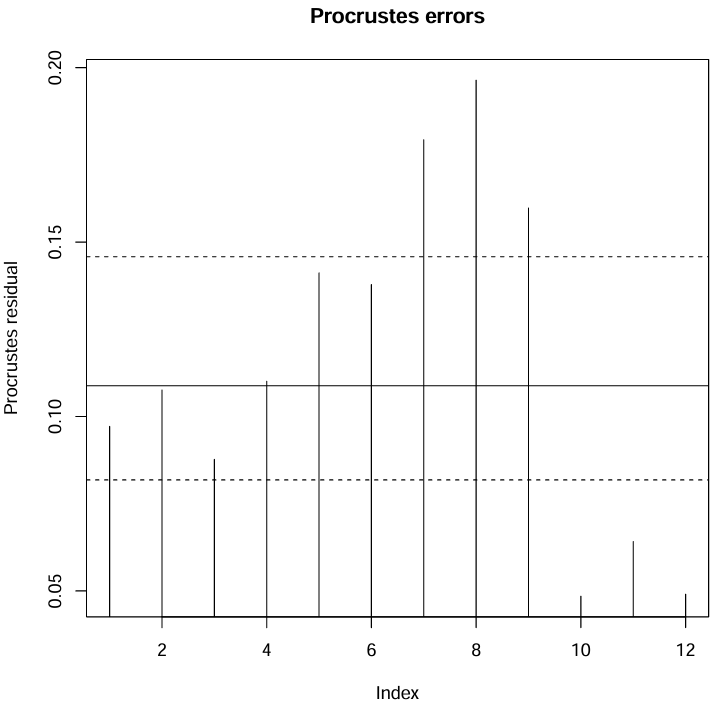 Procrustes errors
Procrustes residual
0.20
0.15
0.10
0.05
2 4 6 8 10 12
Index